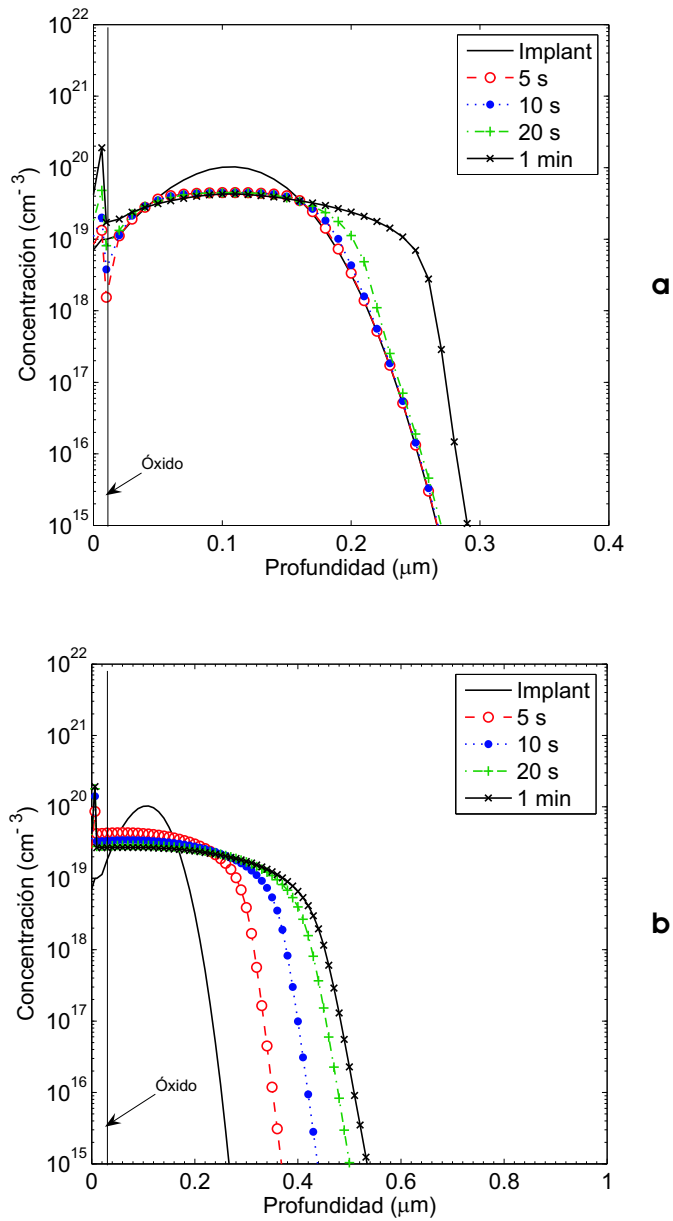 10^22
10^21
10^20
10^19
10^18
10^17
10^16
10^15
Concentración (cm^-3)
Implant
5 s
10 s
20 s
1 min
Óxido
0 0.1 0.2 0.3 0.4
Profundidad (μm)
a
10^22
10^21
10^20
10^19
10^18
10^17
10^16
10^15
Concentración (cm^-3)
Implant
5 s
10 s
20 s
1 min
Óxido
0 0.2 0.4 0.6 0.8 1
Profundidad (μm)
b